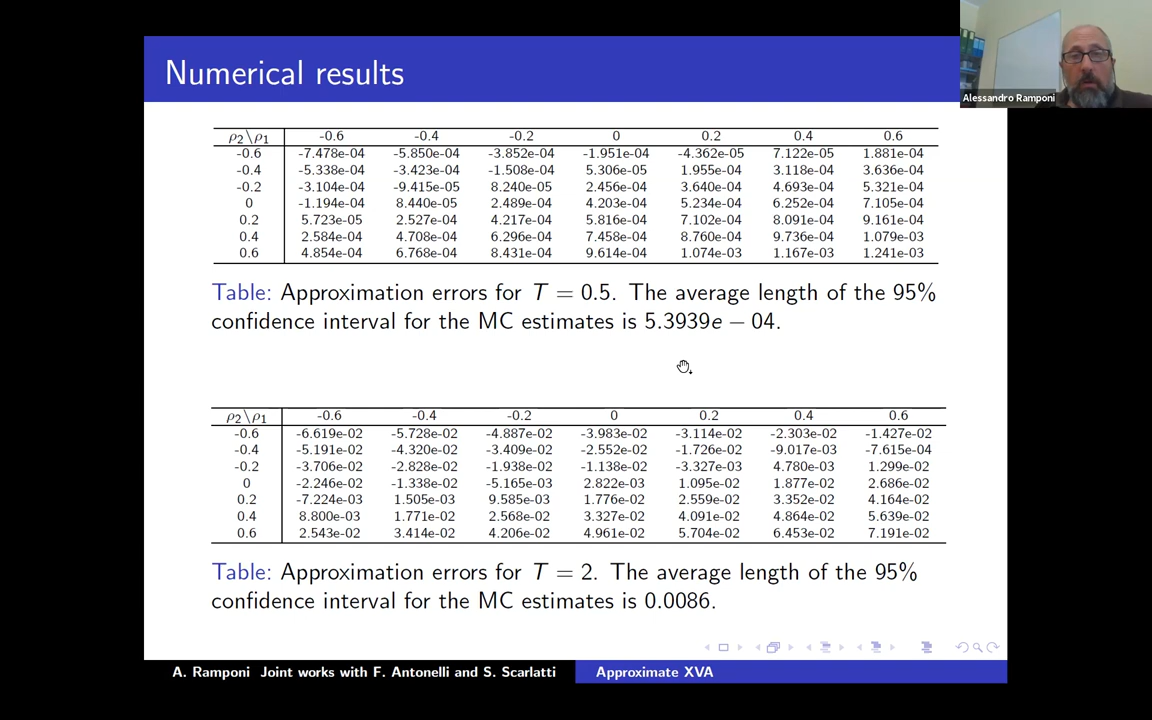 Numerical results
Alessandro Ramponi
ρ2\ρ1 -0.6 -0.4 -0.2 0 0.2 0.4 0.6
-0.6 -7.478e-04 -5.850e-04 -3.852e-04 -1.951e-04 -4.362e-05 7.122e-05 1.881e-04
-0.4 -5.338e-04 -3.423e-04 -1.508e-04 5.306e-05 1.955e-04 3.118e-04 3.636e-04
-0.2 -3.104e-04 -9.415e-05 8.240e-05 2.456e-04 3.640e-04 4.693e-04 5.321e-04
0 -1.194e-04 8.440e-05 2.489e-04 4.203e-04 5.234e-04 6.252e-04 7.105e-04
0.2 5.723e-05 2.527e-04 4.217e-04 5.816e-04 7.102e-04 8.091e-04 9.161e-04
0.4 2.584e-04 4.708e-04 6.296e-04 7.458e-04 8.760e-04 9.736e-04 1.079e-03
0.6 4.854e-04 6.768e-04 8.431e-04 9.614e-04 1.074e-03 1.167e-03 1.241e-03
Table: Approximation errors for T = 0.5. The average length of the 95%
confidence interval for the MC estimates is 5.3939e − 04.
ρ2\ρ1 -0.6 -0.4 -0.2 0 0.2 0.4 0.6
-0.6 -6.619e-02 -5.728e-02 -4.887e-02 -3.983e-02 -3.114e-02 -2.303e-02 -1.427e-02
-0.4 -5.191e-02 -4.320e-02 -3.409e-02 -2.552e-02 -1.726e-02 -9.017e-03 -7.615e-04
-0.2 -3.706e-02 -2.828e-02 -1.938e-02 -1.138e-02 -3.327e-03 4.780e-03 1.299e-02
0 -2.246e-02 -1.338e-02 -5.165e-03 2.822e-03 1.095e-02 1.877e-02 2.686e-02
0.2 -7.224e-03 1.505e-03 9.585e-03 1.776e-02 2.559e-02 3.352e-02 4.164e-02
0.4 8.800e-03 1.771e-02 2.568e-02 3.327e-02 4.091e-02 4.864e-02 5.639e-02
0.6 2.543e-02 3.414e-02 4.206e-02 4.961e-02 5.704e-02 6.453e-02 7.191e-02
Table: Approximation errors for T = 2. The average length of the 95%
confidence interval for the MC estimates is 0.0086.
A. Ramponi Joint works with F. Antonelli and S. Scarlatti Approximate XVA